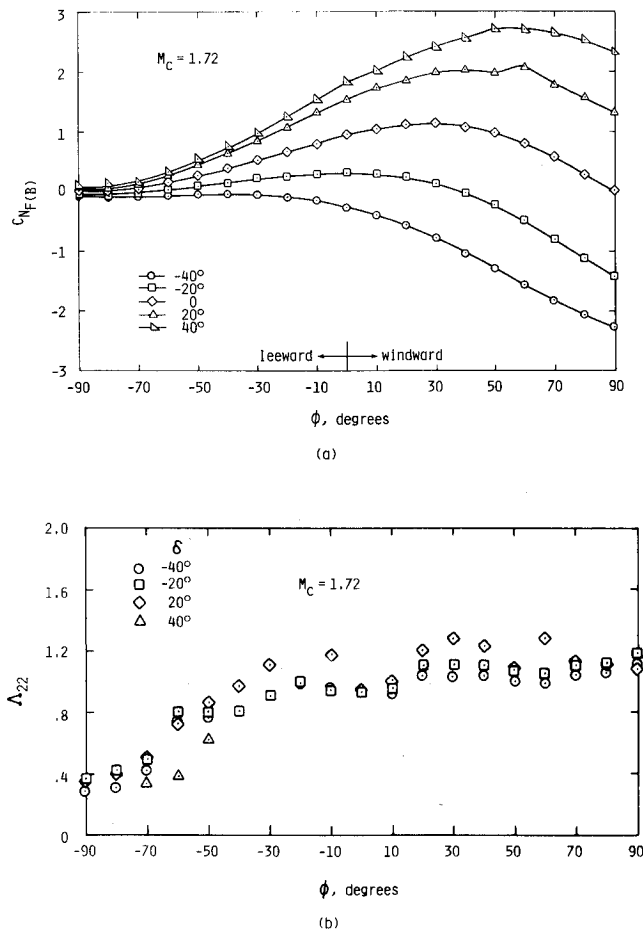 3
M_C = 1.72
2
1
C_N_F(B)
0
-1
-40°
-20°
0
20°
40°
-2
leeward windward
-3
-90 -70 -50 -30 -10 10 30 50 70 90
ϕ, degrees
(a)
2.0
δ
-40°
-20°
20°
40°
M_C = 1.72
1.6
1.2
Λ22
.8
.4
0
-90 -70 -50 -30 -10 10 30 50 70 90
ϕ, degrees
(b)